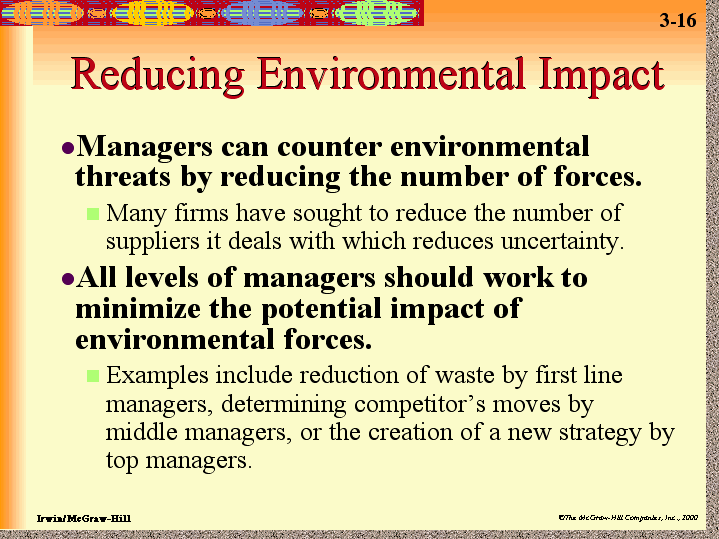 3-16
Reducing Environmental Impact
Managers can counter environmental
threats by reducing the number of forces.
Many firms have sought to reduce the number of
suppliers it deals with which reduces uncertainty.
All levels of managers should work to
minimize the potential impact of
environmental forces.
Examples include reduction of waste by first line
managers, determining competitor’s moves by
middle managers, or the creation of a new strategy by
top managers.
Irwin/McGraw-Hill
©The McGraw-Hill Companies, Inc., 2000